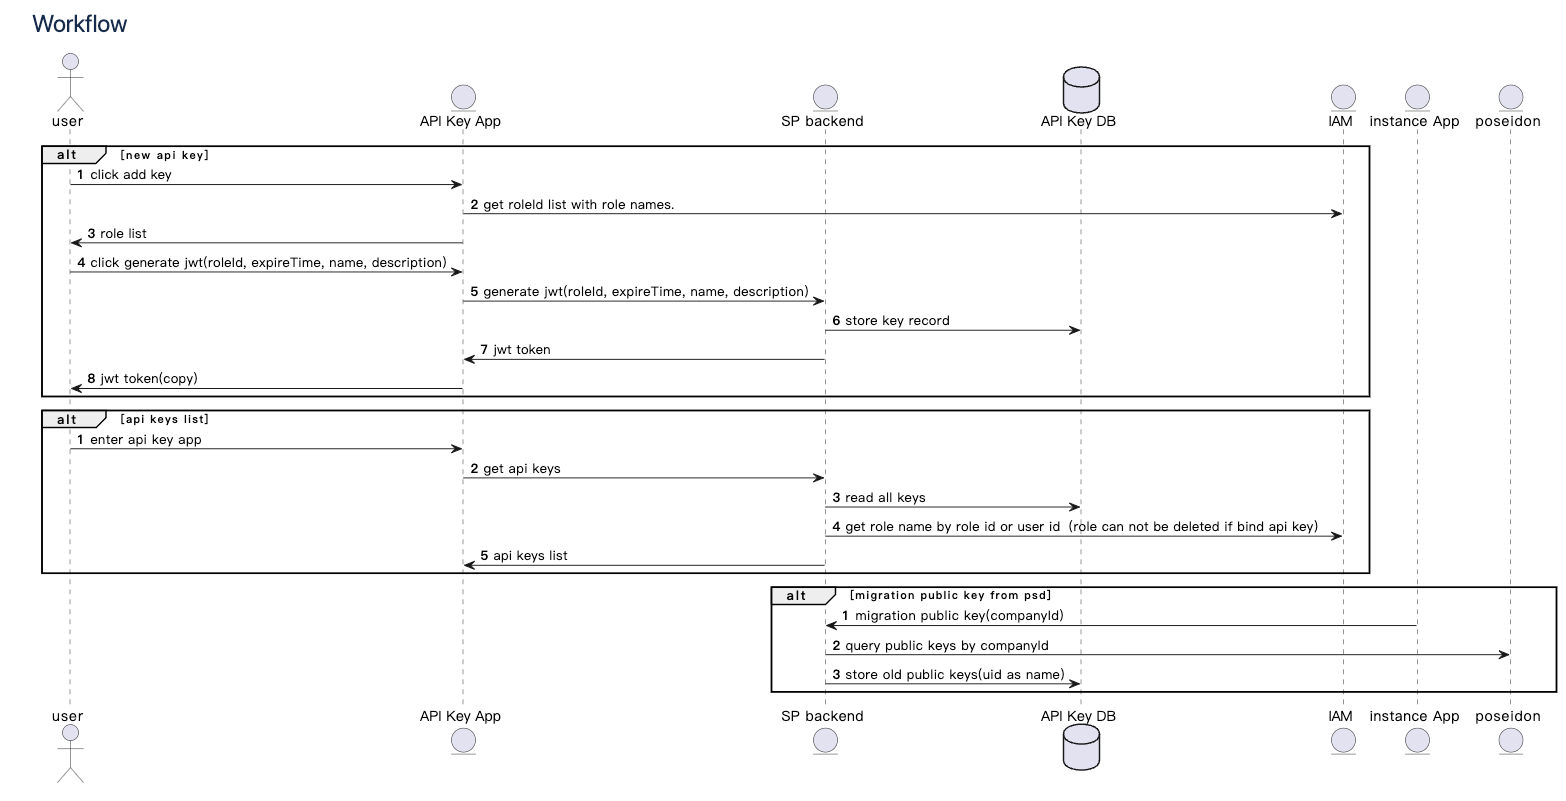 Workflow
user
API Key App
SP backend
API Key DB
IAM
instance App
poseidon
alt [new api key]
1 click add key
2 get roleId list with role names.
3 role list
4 click generate jwt(roleId, expireTime, name, description)
5 generate jwt(roleId, expireTime, name, description)
6 store key record
7 jwt token
8 jwt token(copy)
alt [api keys list]
1 enter api key app
2 get api keys
3 read all keys
4 get role name by role id or user id (role can not be deleted if bind api key)
5 api keys list
alt [migration public key from psd]
1 migration public key(companyId)
2 query public keys by companyId
3 store old public keys(uid as name)
user
API Key App
SP backend
API Key DB
IAM
instance App
poseidon